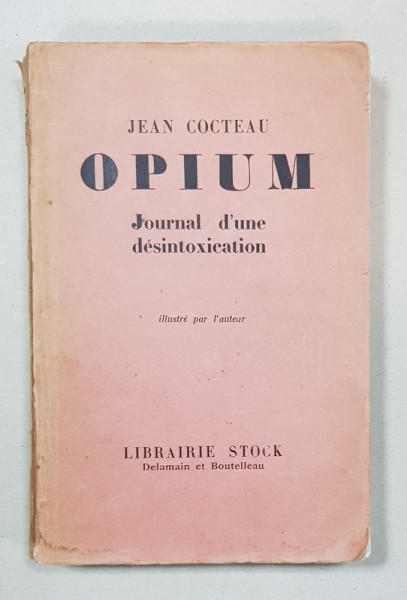 JEAN COCTEAU
OPIUM
Journal d'une
désintoxication
illustré par l'auteur
LIBRAIRIE STOCK
Delamain et Boutelleau